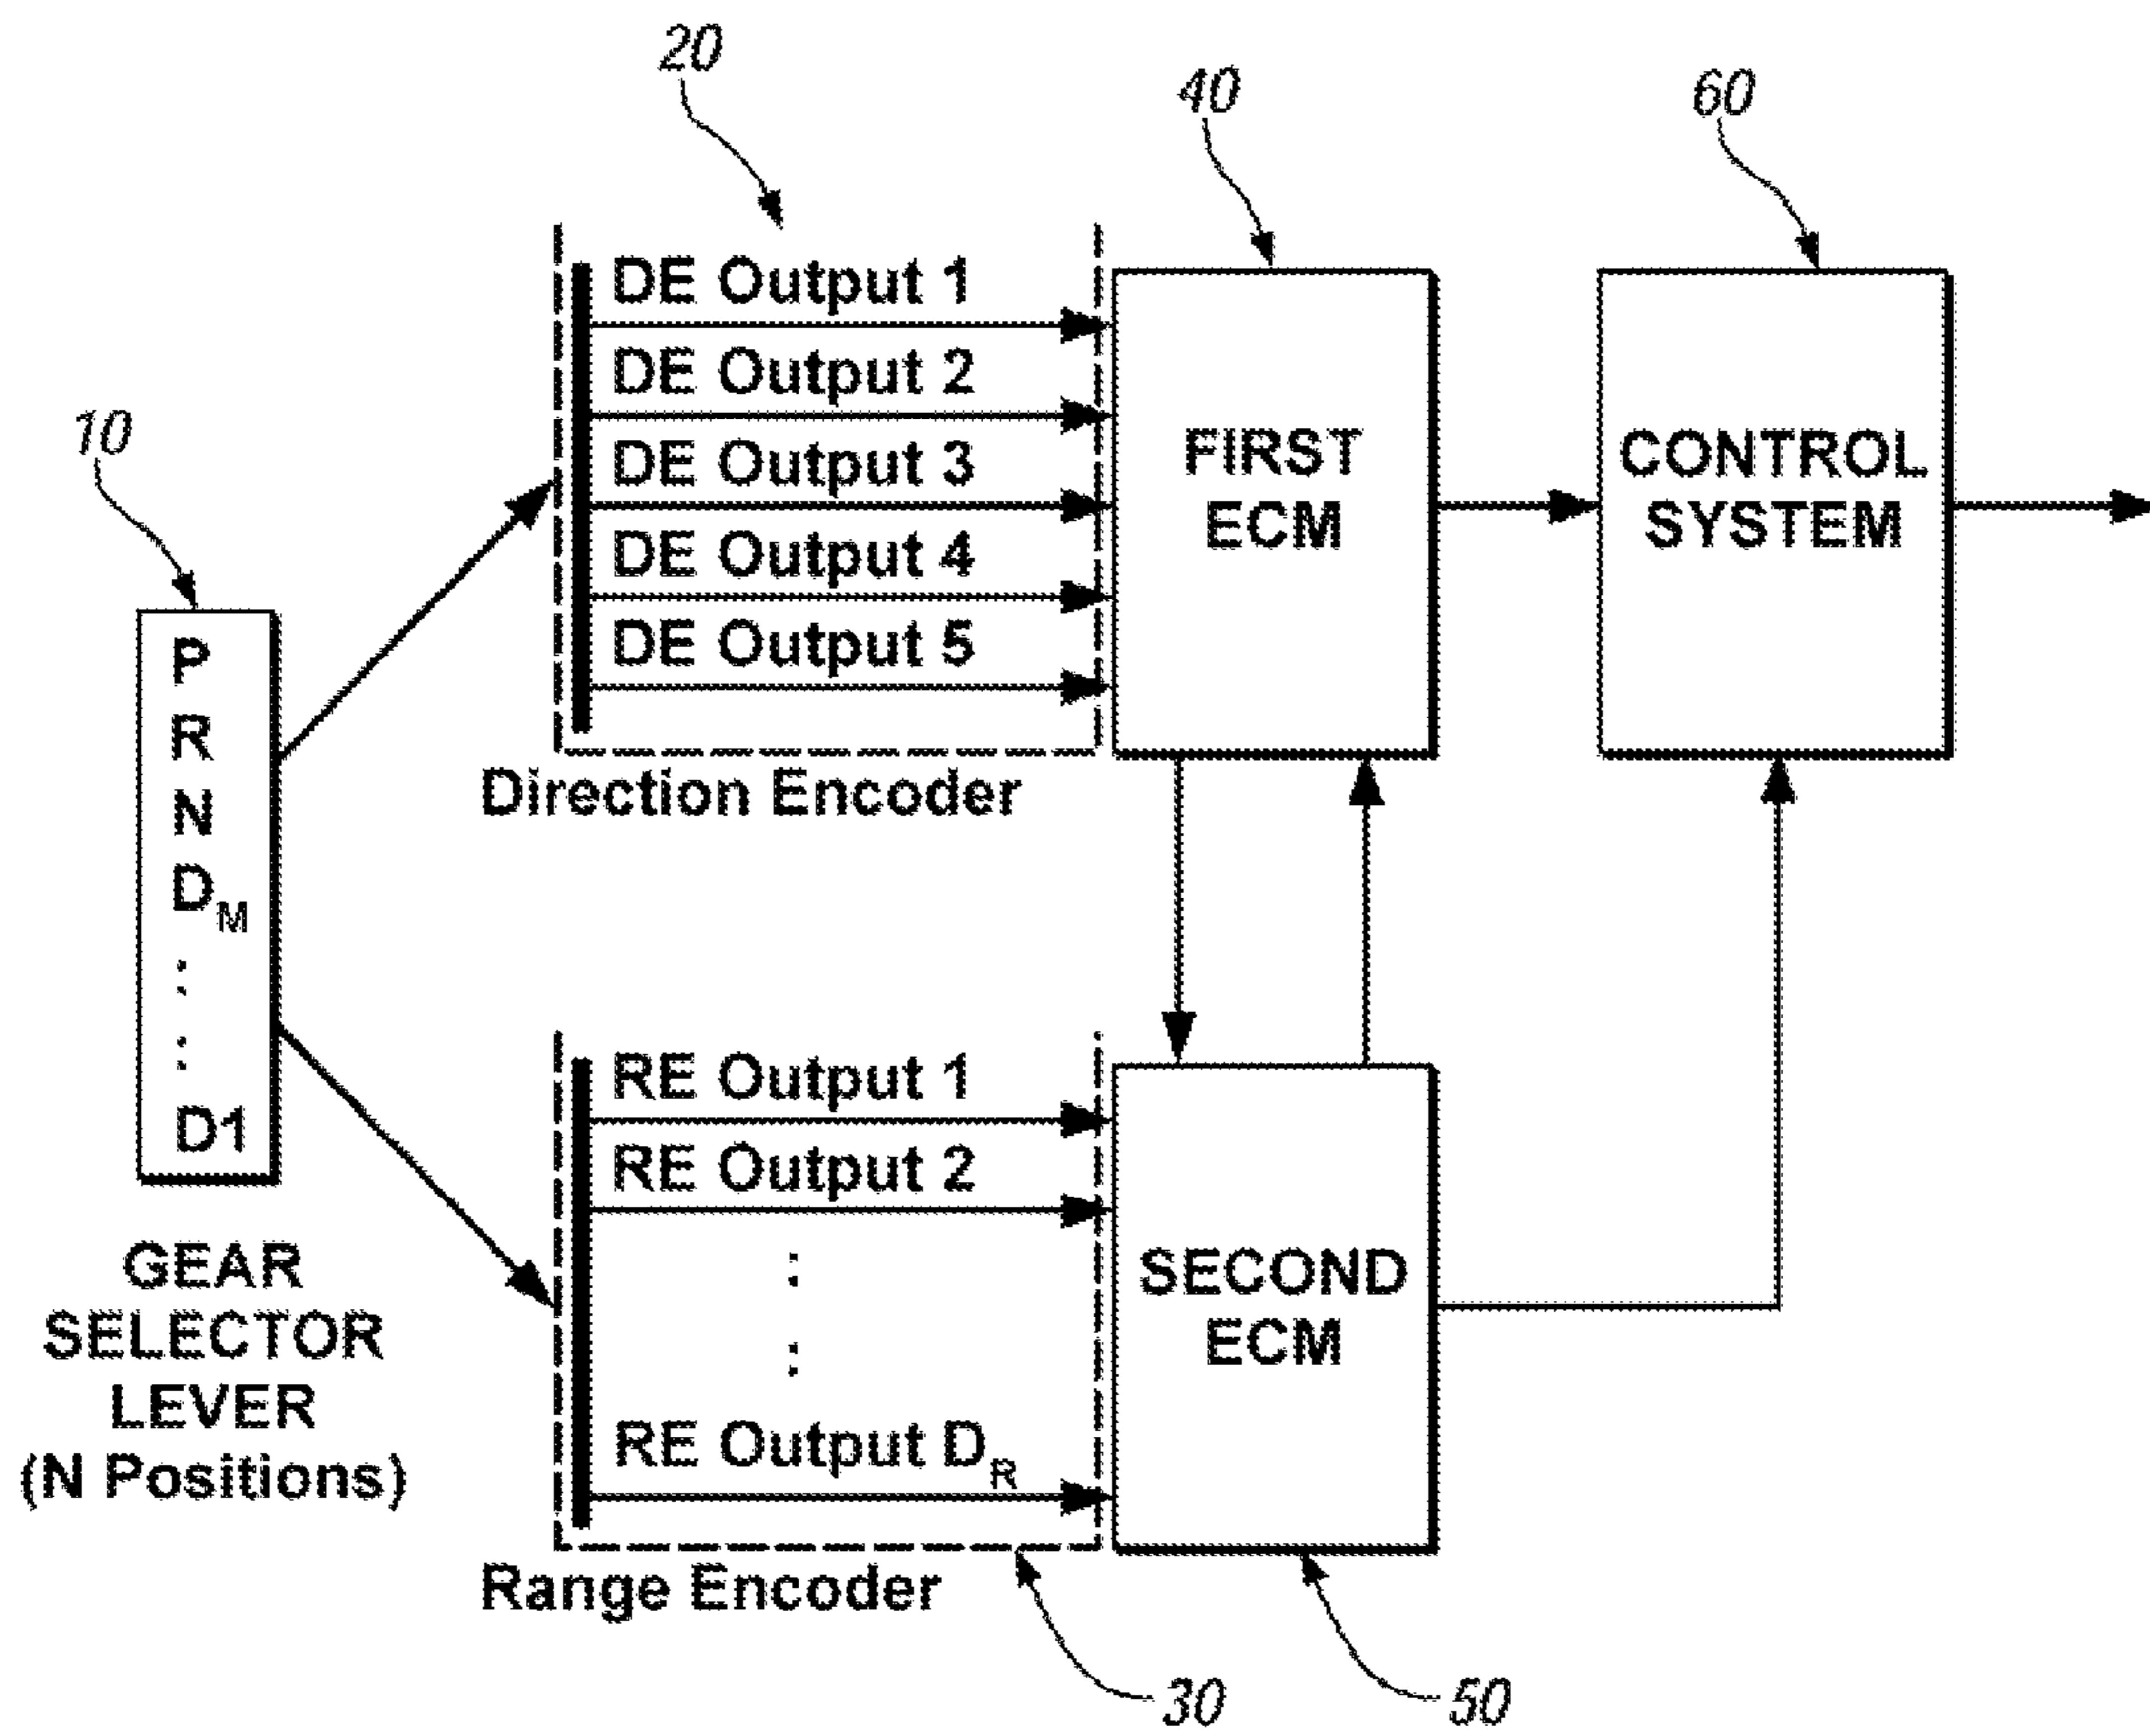 20
40
60
10
DE Output 1
DE Output 2
DE Output 3
DE Output 4
DE Output 5
Direction Encoder
FIRST
ECM
CONTROL
SYSTEM
P
R
N
D_M
:
:
D1
GEAR
SELECTOR
LEVER
(N Positions)
RE Output 1
RE Output 2
:
:
RE Output D_R
Range Encoder
SECOND
ECM
30
50